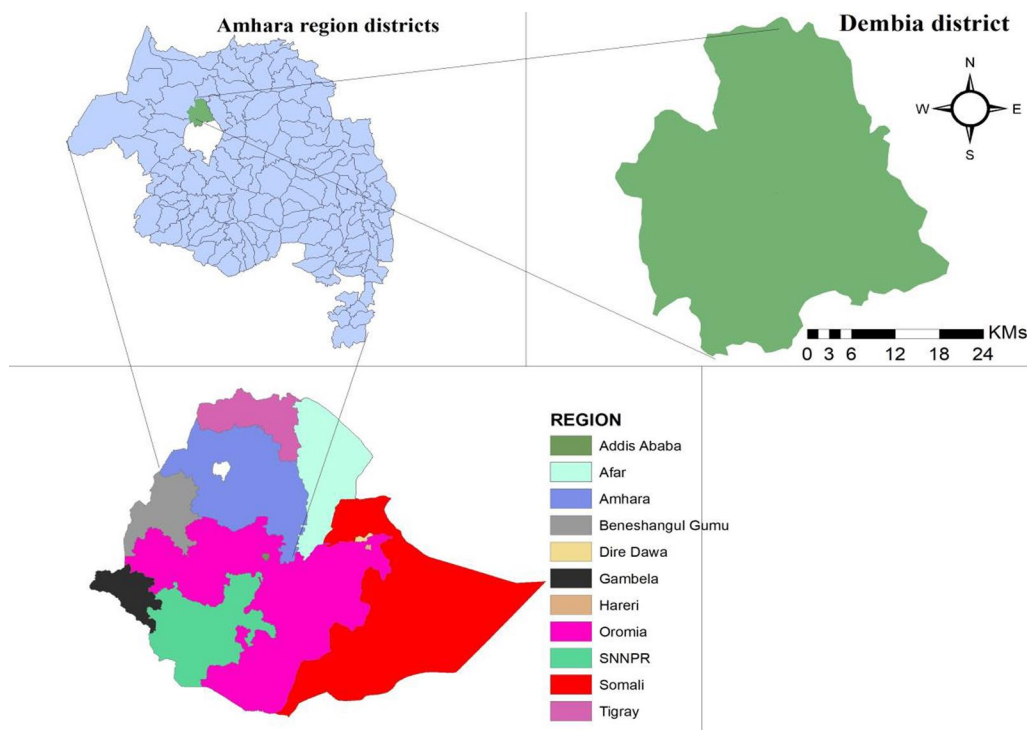 Amhara region districts
Dembia district
N
W E
S
KMs
0 3 6 12 18 24
REGION
Addis Ababa
Afar
Amhara
Beneshangul Gumu
Dire Dawa
Gambela
Hareri
Oromia
SNNPR
Somali
Tigray